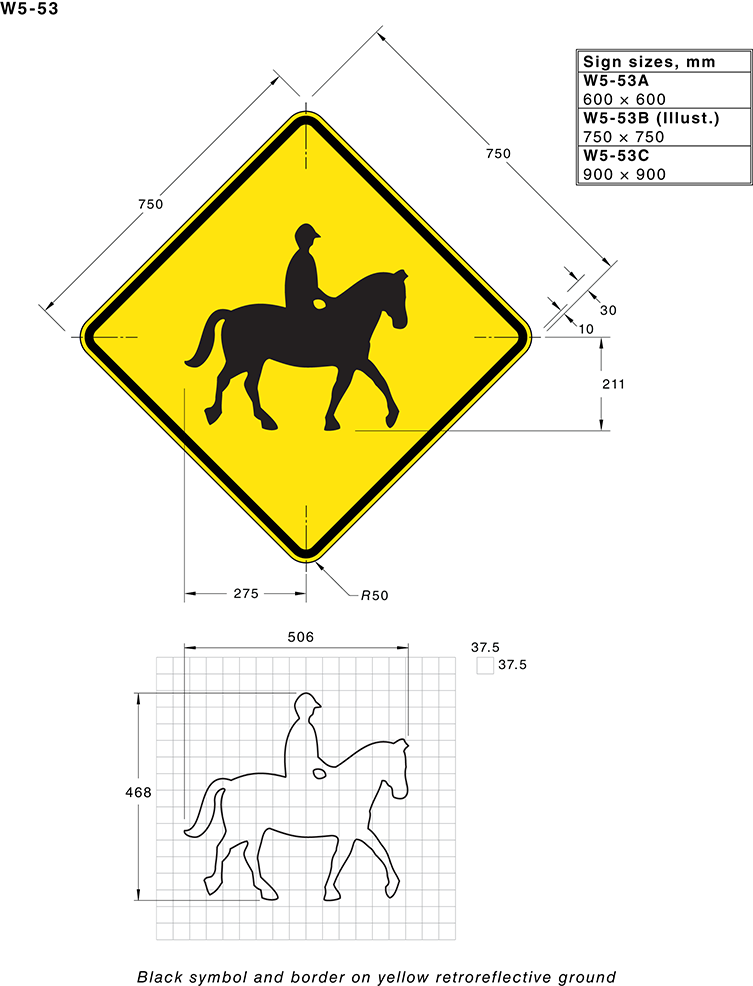 W5-53
Sign sizes, mm
W5-53A
600 × 600
W5-53B (Illust.)
750 × 750
W5-53C
900 × 900
750
750
30
10
211
275
R50
506
37.5
37.5
468
Black symbol and border on yellow retroreflective ground